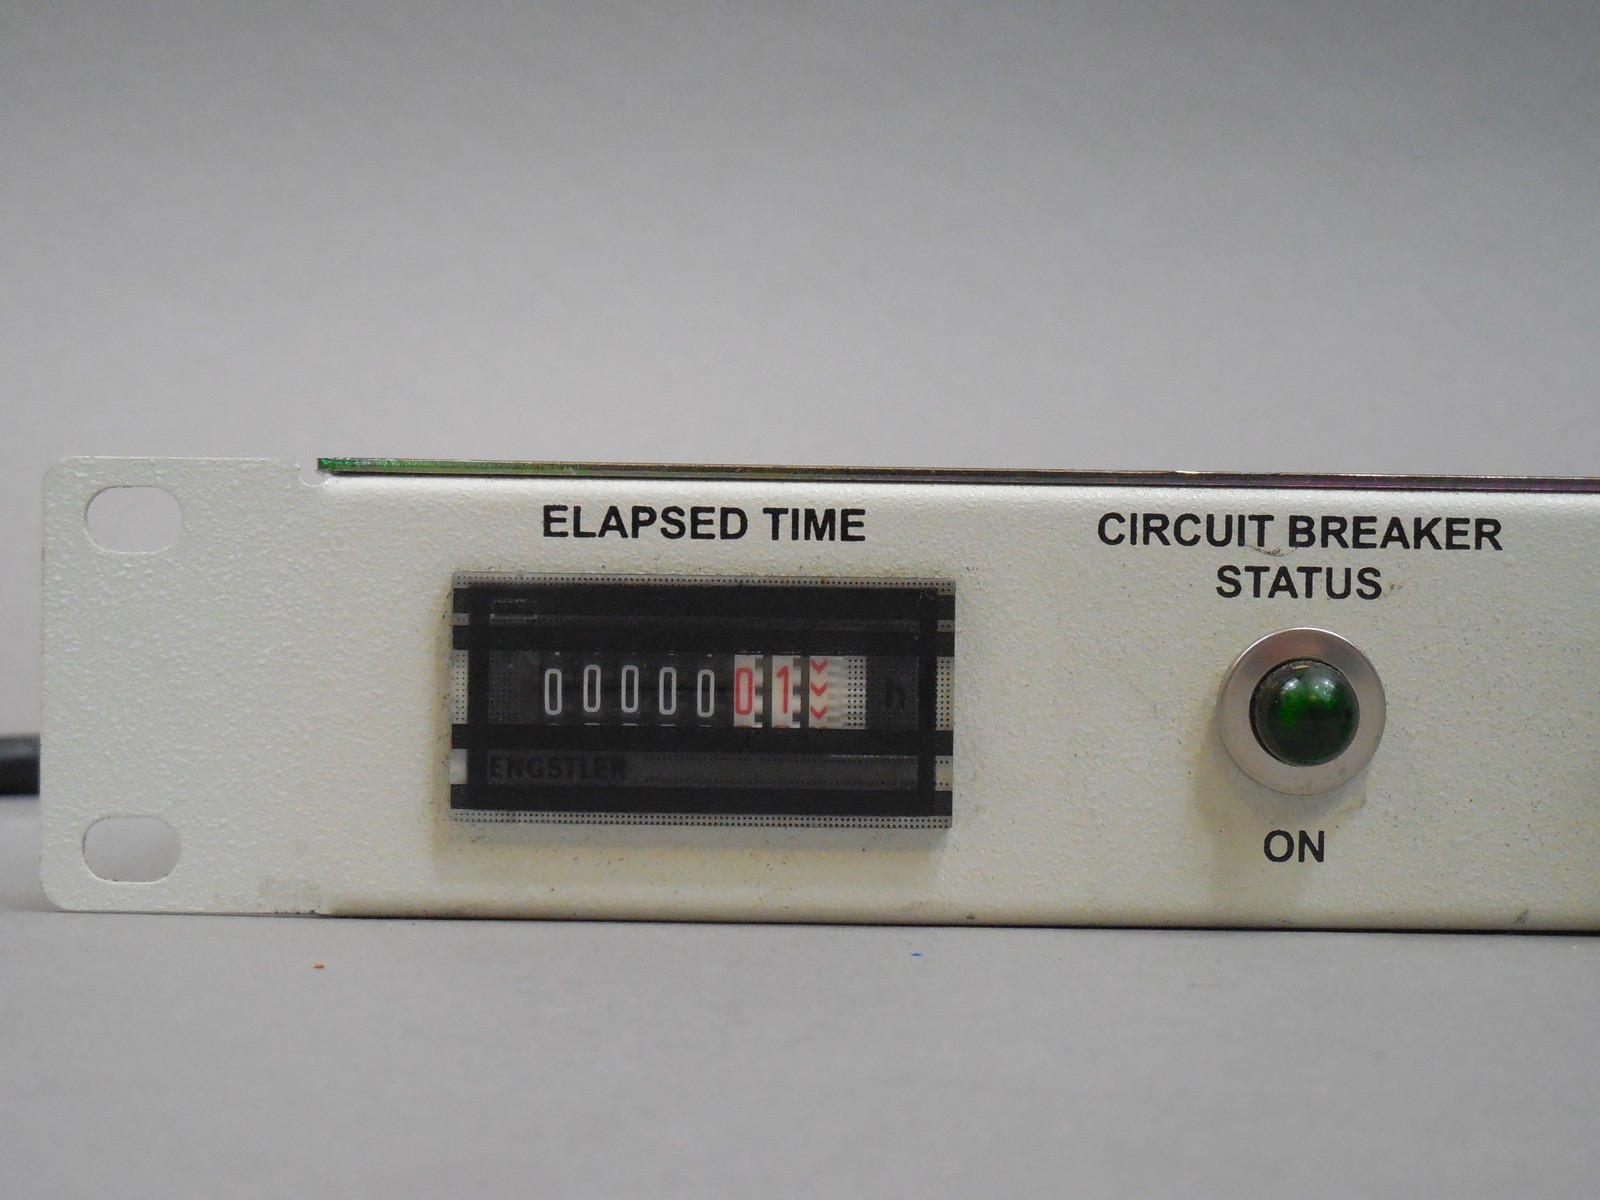 ELAPSED TIME
CIRCUIT BREAKER
STATUS
0000001
h
ENGSTLER
ON